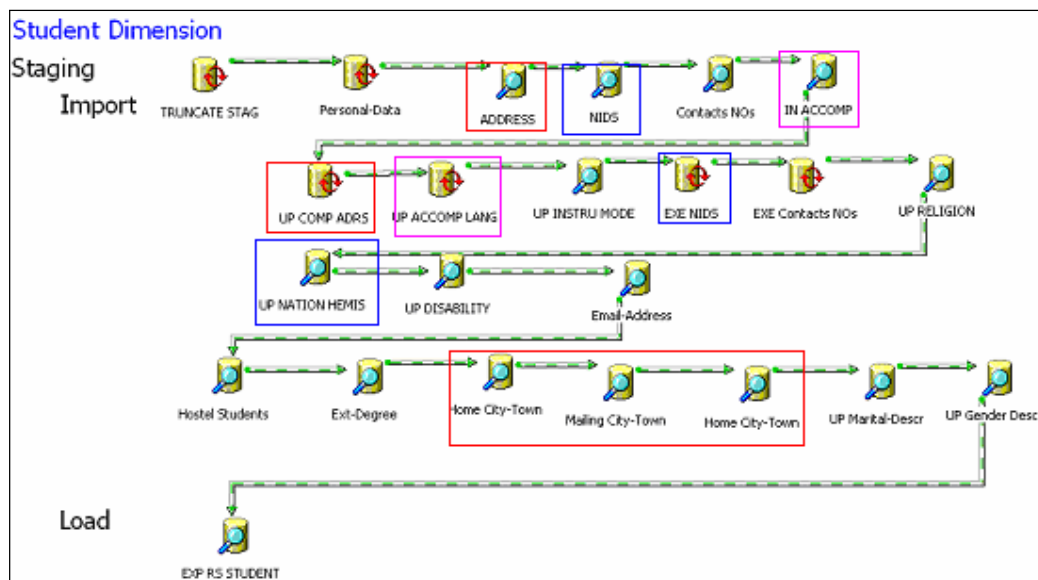 Student Dimension
Staging
Import
TRUNCATE STAG
Personal-Data
ADDRESS
NIDS
Contacts NOs
IN ACCOMP
UP COMP ADRS
UP ACCOMP LANG
UP INSTRU MODE
EXE NIDS
EXE Contacts NOs
UP RELIGION
UP NATION HEMIS
UP DISABILITY
Email-Address
Hostel Students
Ext-Degree
Home City-Town
Mailing City-Town
Home City-Town
UP Marital-Descr
UP Gender Desc
Load
EXP RS STUDENT